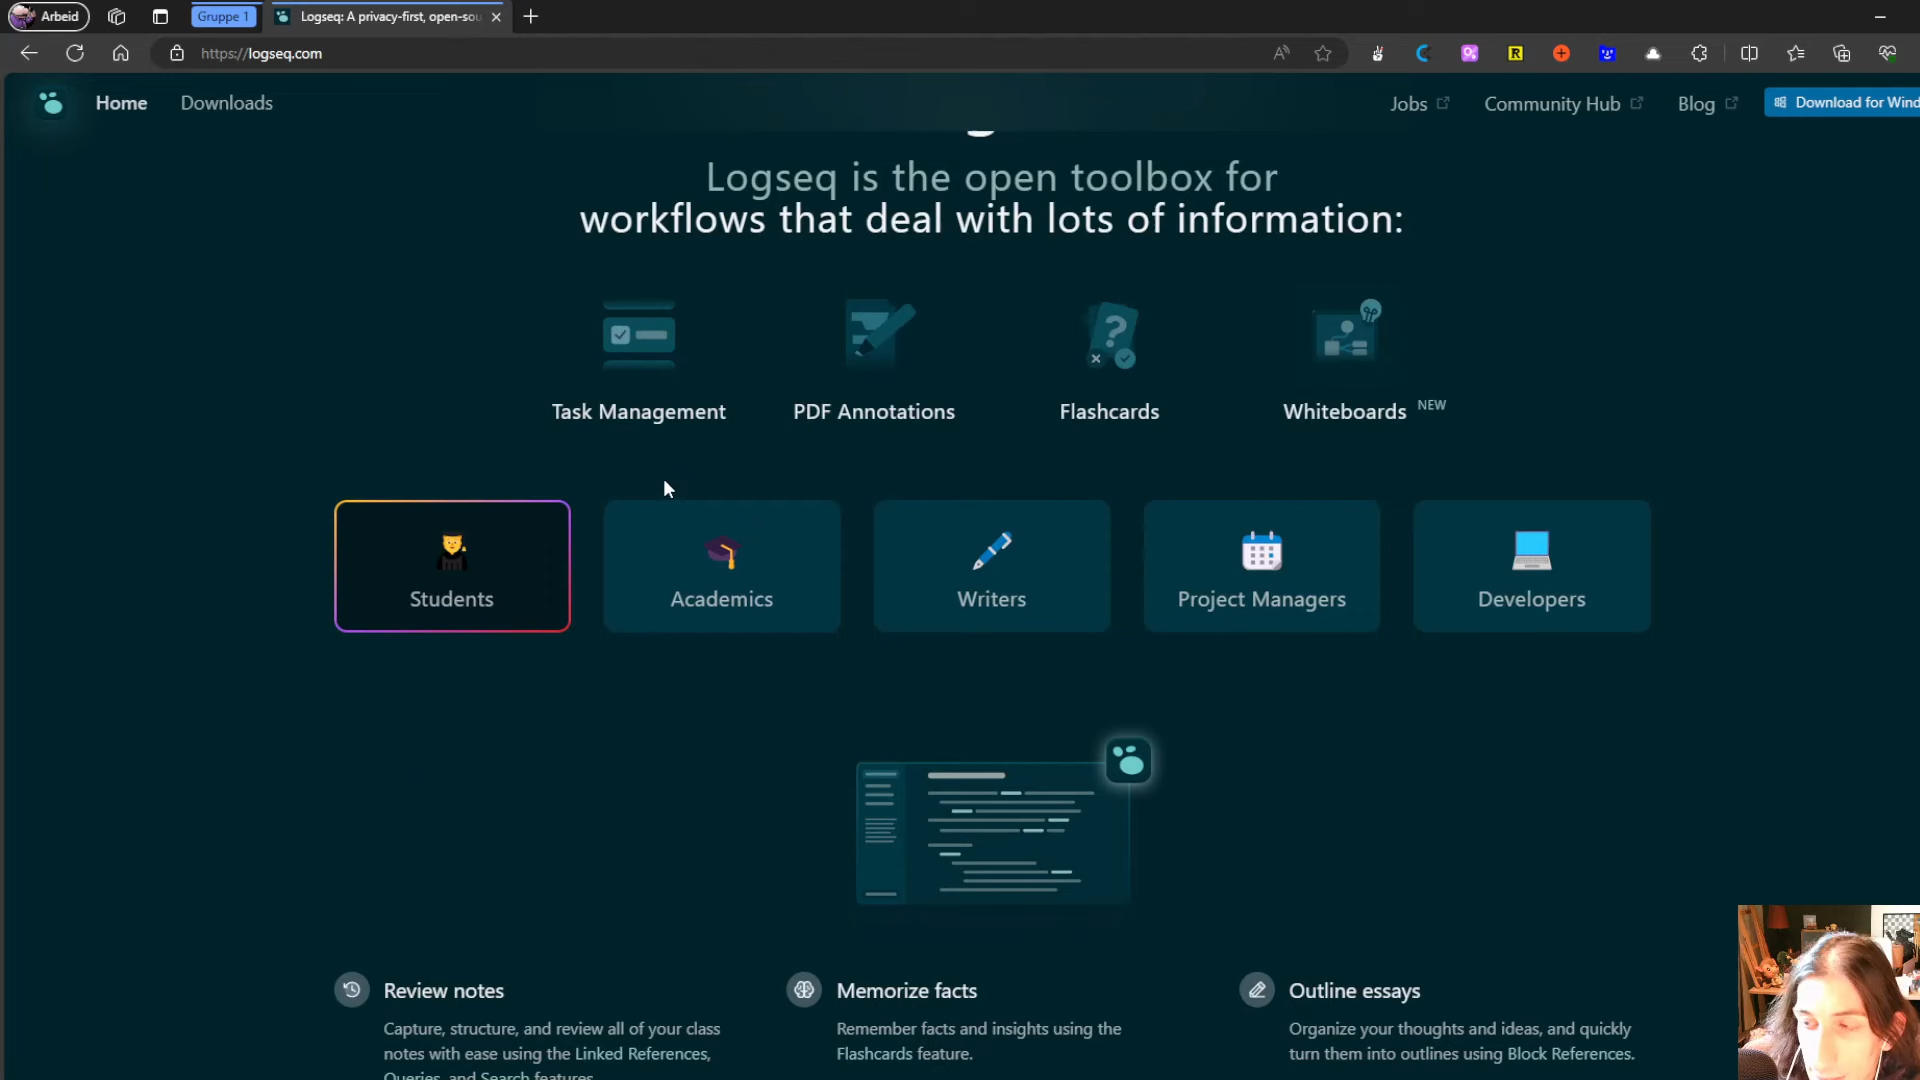 Arbeid
Gruppe 1
Logseq: A privacy-first, open-sou
https://logseq.com
Home
Downloads
Jobs
Community Hub
Blog
Download for Wind
Logseq is the open toolbox for
workflows that deal with lots of information:
Task Management
PDF Annotations
Flashcards
Whiteboards NEW
Students
Academics
Writers
Project Managers
Developers
Review notes
Capture, structure, and review all of your class
notes with ease using the Linked References,
Queries, and Search features.
Memorize facts
Remember facts and insights using the
Flashcards feature.
Outline essays
Organize your thoughts and ideas, and quickly
turn them into outlines using Block References.